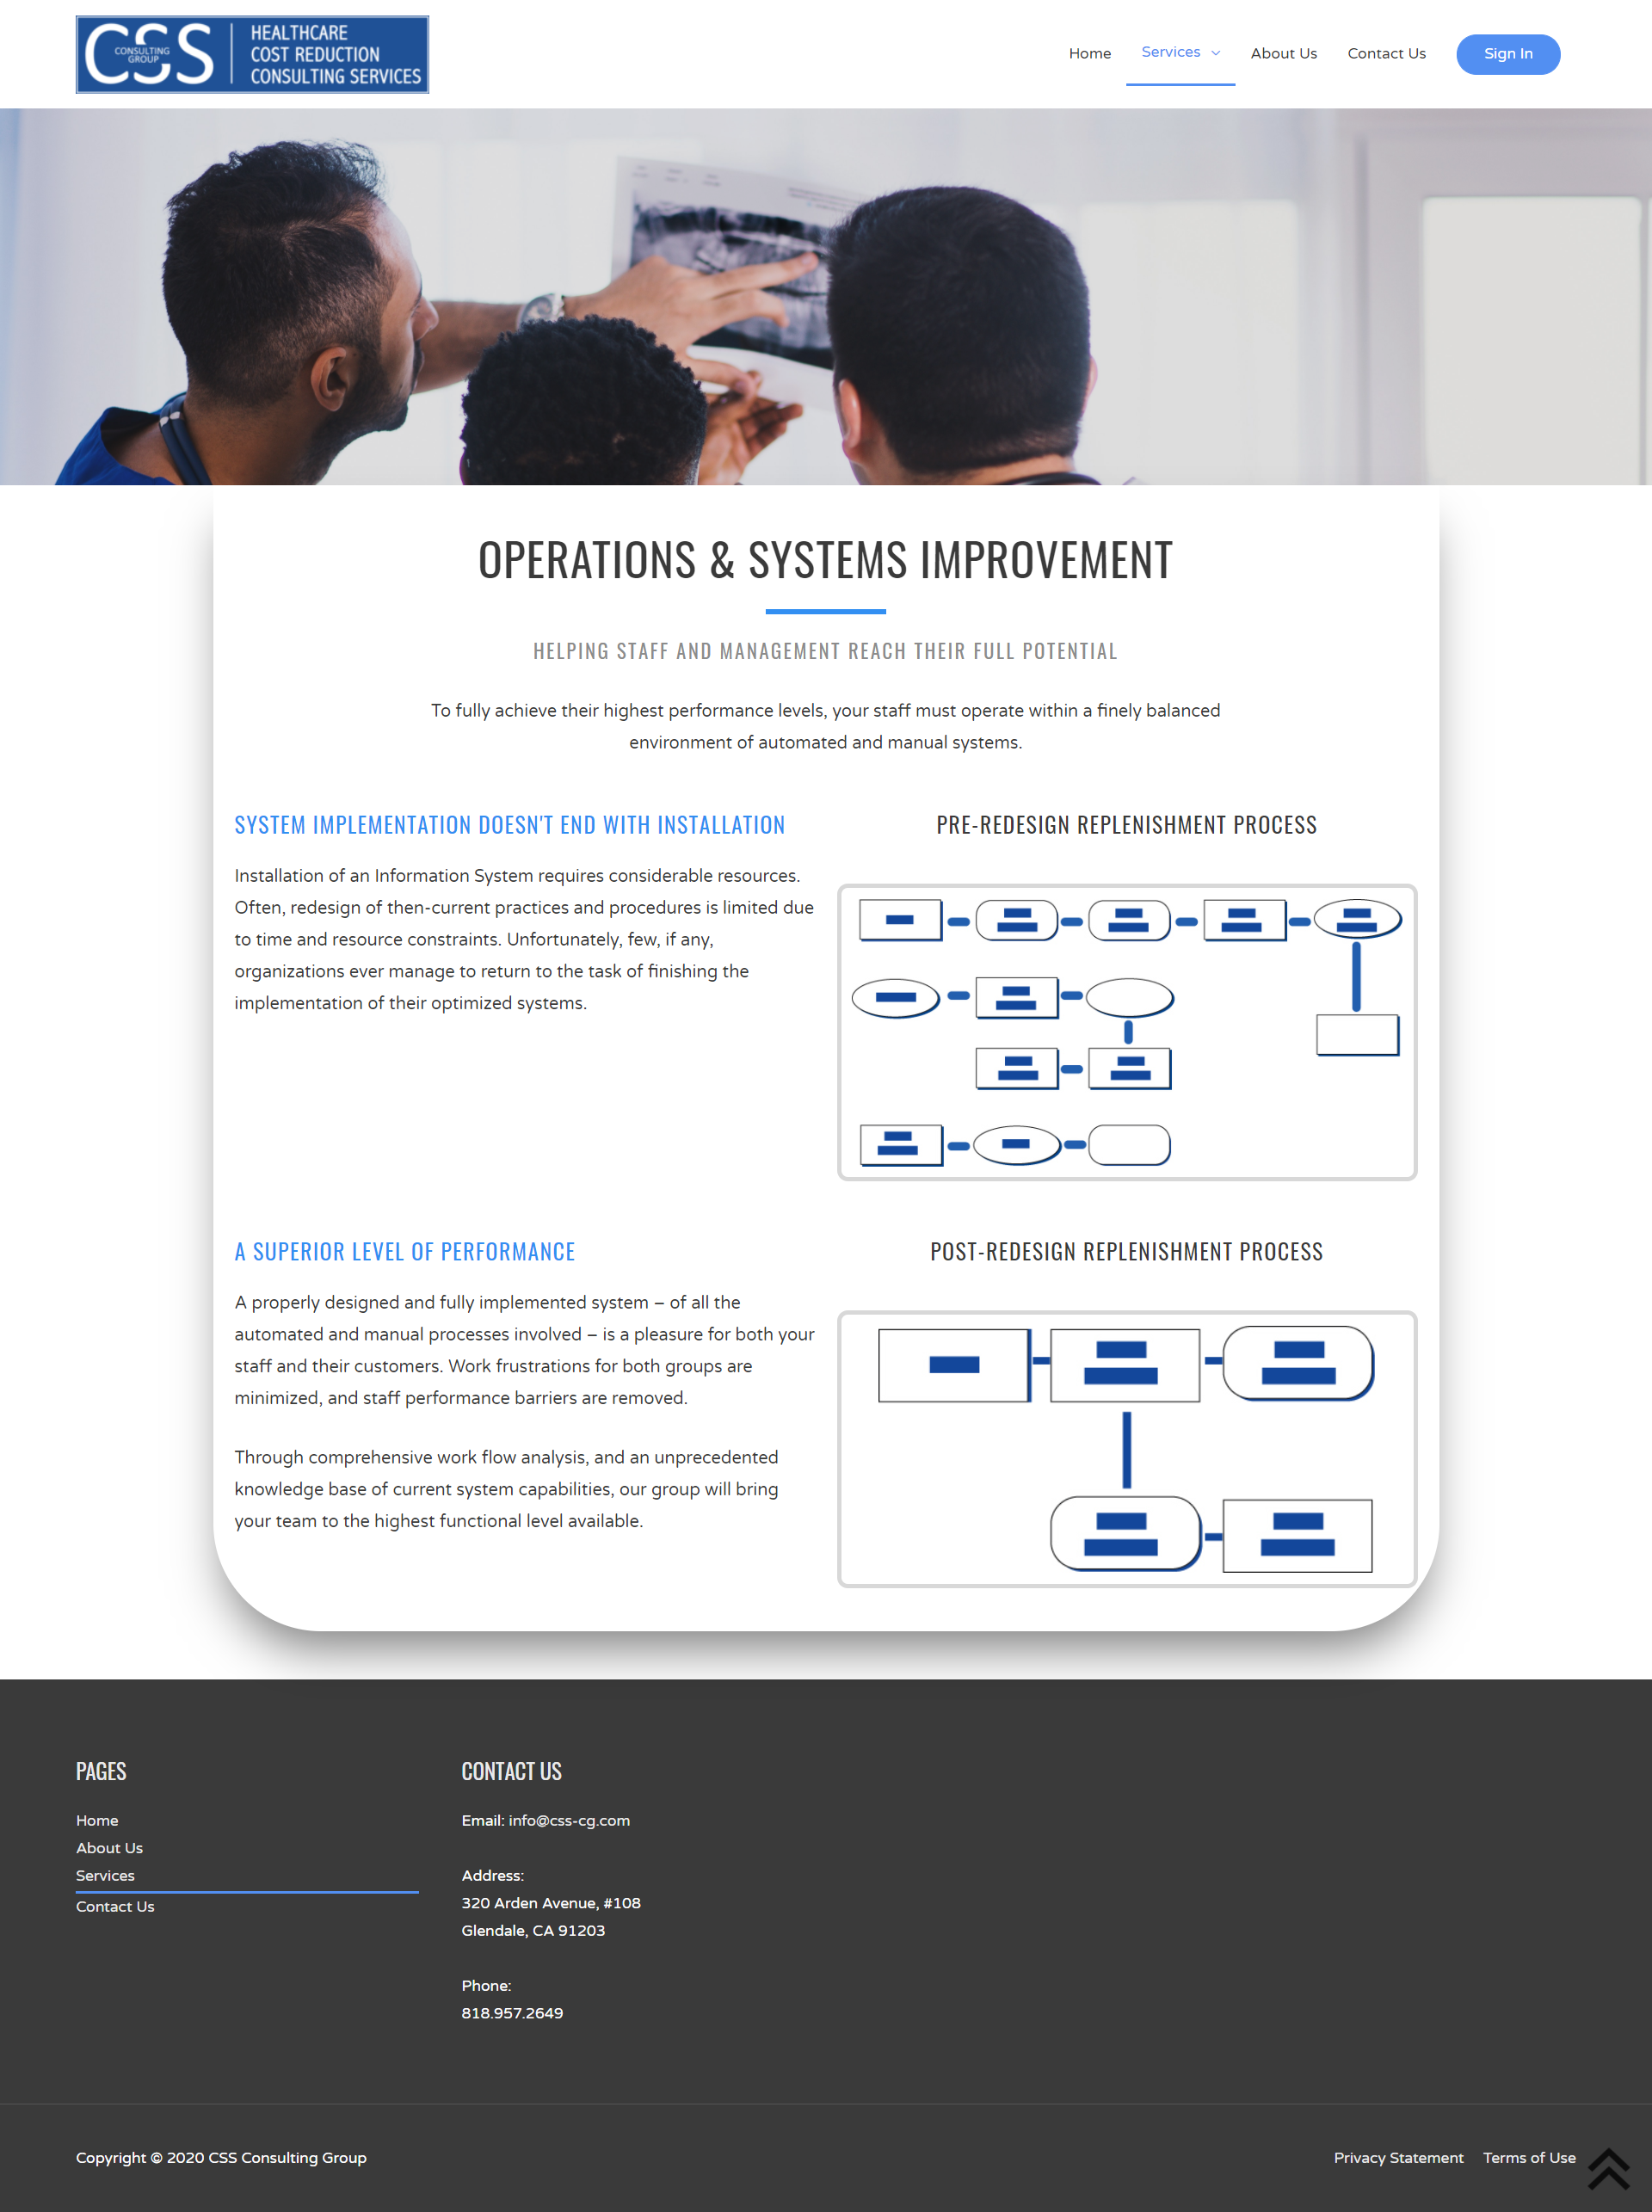 CSS
CONSULTING
GROUP
HEALTHCARE
COST REDUCTION
CONSULTING SERVICES
Home
Services
About Us
Contact Us
Sign In
OPERATIONS & SYSTEMS IMPROVEMENT
HELPING STAFF AND MANAGEMENT REACH THEIR FULL POTENTIAL
To fully achieve their highest performance levels, your staff must operate within a finely balanced
environment of automated and manual systems.
SYSTEM IMPLEMENTATION DOESN'T END WITH INSTALLATION
Installation of an Information System requires considerable resources.
Often, redesign of then-current practices and procedures is limited due
to time and resource constraints. Unfortunately, few, if any,
organizations ever manage to return to the task of finishing the
implementation of their optimized systems.
PRE-REDESIGN REPLENISHMENT PROCESS
A SUPERIOR LEVEL OF PERFORMANCE
A properly designed and fully implemented system – of all the
automated and manual processes involved – is a pleasure for both your
staff and their customers. Work frustrations for both groups are
minimized, and staff performance barriers are removed.
Through comprehensive work flow analysis, and an unprecedented
knowledge base of current system capabilities, our group will bring
your team to the highest functional level available.
POST-REDESIGN REPLENISHMENT PROCESS
PAGES
Home
About Us
Services
Contact Us
CONTACT US
Email: info@css-cg.com
Address:
320 Arden Avenue, #108
Glendale, CA 91203
Phone:
818.957.2649
Copyright © 2020 CSS Consulting Group
Privacy Statement
Terms of Use